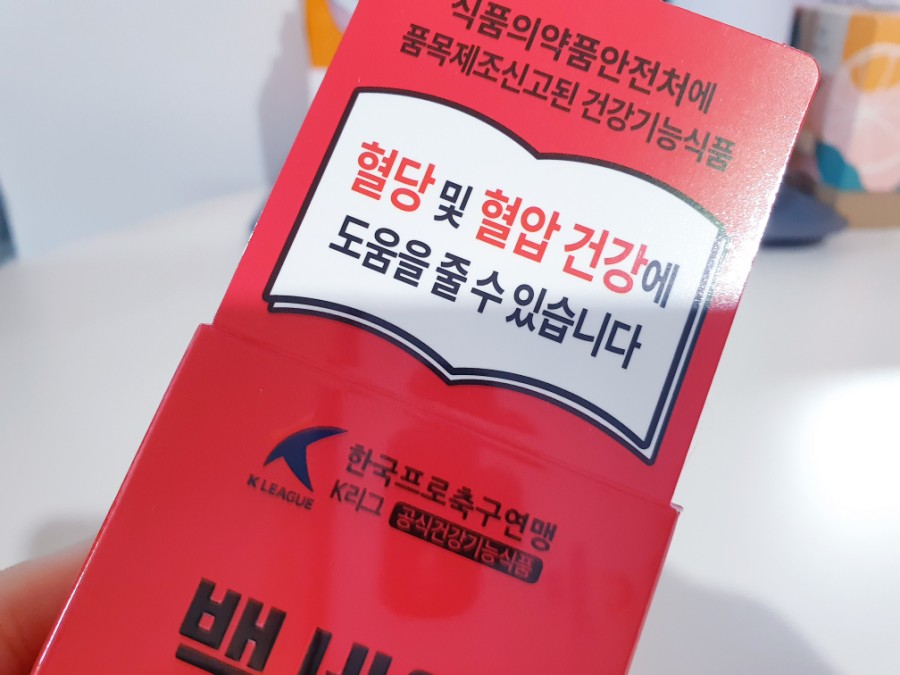 식품의약품안전처에
품목제조신고된 건강기능식품
혈당 및 혈압 건강에
도움을 줄 수 있습니다
K LEAGUE
한국프로축구연맹
K리그 공식건강기능식품